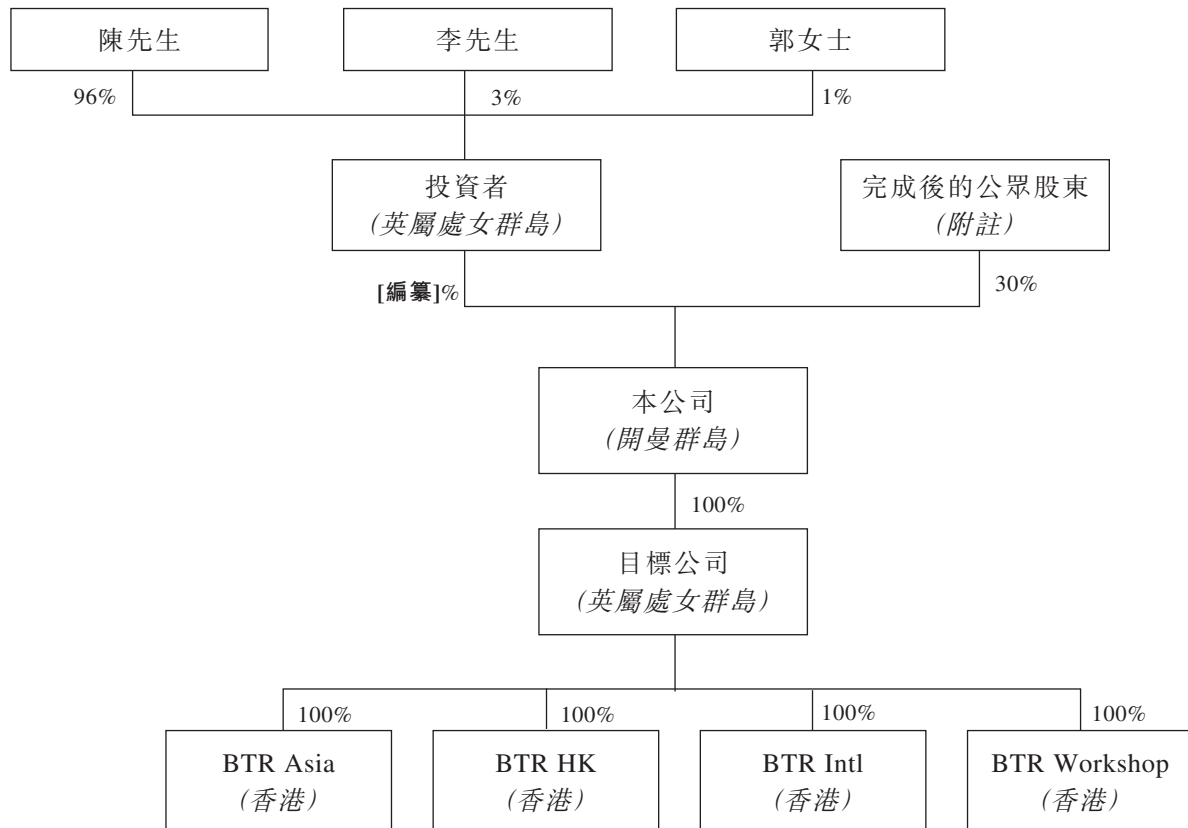 陳先生
李先生
郭女士
96%
3%
1%
投資者
(英屬處女群島)
完成後的公眾股東
(附註)
[編纂]%
30%
本公司
(開曼群島)
100%
目標公司
(英屬處女群島)
100%
100%
100%
100%
BTR Asia
(香港)
BTR HK
(香港)
BTR Intl
(香港)
BTR Workshop
(香港)